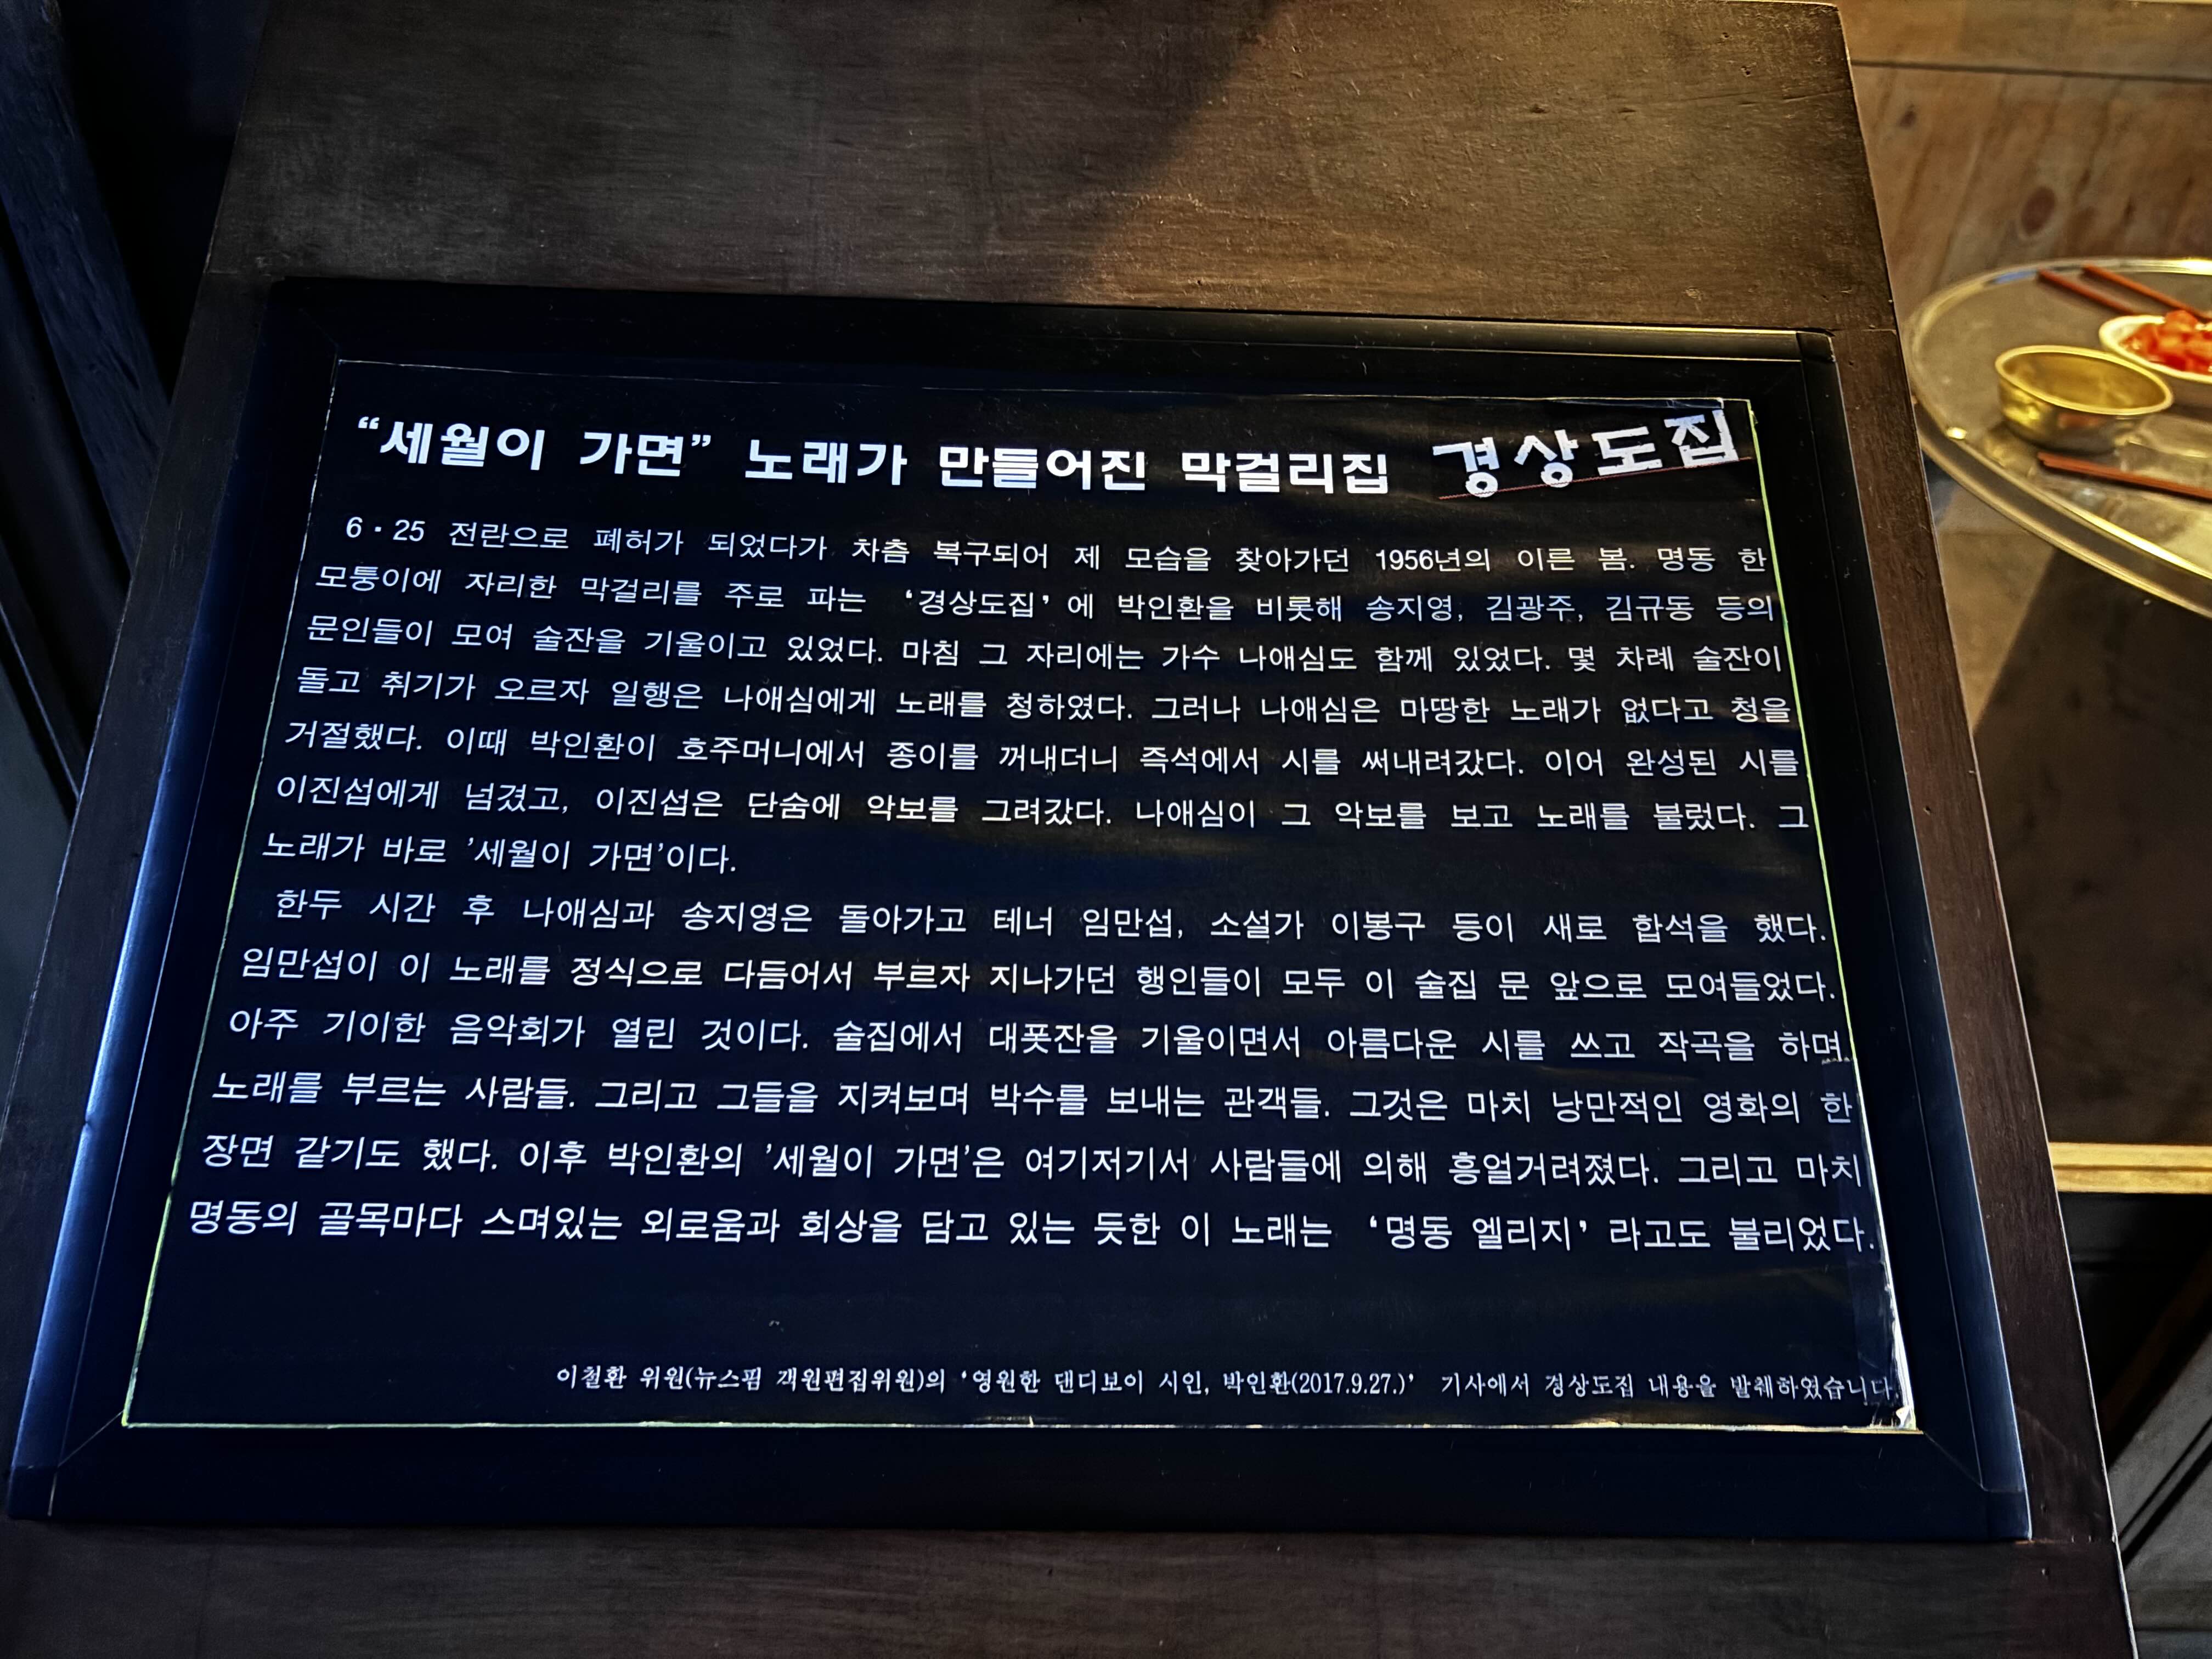 “세월이 가면” 노래가 만들어진 막걸리집 경상도집
6·25 전란으로 폐허가 되었다가 차츰 복구되어 제 모습을 찾아가던 1956년의 이른 봄. 명동 한
모퉁이에 자리한 막걸리를 주로 파는 ‘경상도집’에 박인환을 비롯해 송지영, 김광주, 김규동 등의
문인들이 모여 술잔을 기울이고 있었다. 마침 그 자리에는 가수 나애심도 함께 있었다. 몇 차례 술잔이
돌고 취기가 오르자 일행은 나애심에게 노래를 청하였다. 그러나 나애심은 마땅한 노래가 없다고 청을
거절했다. 이때 박인환이 호주머니에서 종이를 꺼내더니 즉석에서 시를 써내려갔다. 이어 완성된 시를
이진섭에게 넘겼고, 이진섭은 단숨에 악보를 그려갔다. 나애심이 그 악보를 보고 노래를 불렀다. 그
노래가 바로 '세월이 가면'이다.
한두 시간 후 나애심과 송지영은 돌아가고 테너 임만섭, 소설가 이봉구 등이 새로 합석을 했다.
임만섭이 이 노래를 정식으로 다듬어서 부르자 지나가던 행인들이 모두 이 술집 문 앞으로 모여들었다.
아주 기이한 음악회가 열린 것이다. 술집에서 대폿잔을 기울이면서 아름다운 시를 쓰고 작곡을 하며
노래를 부르는 사람들. 그리고 그들을 지켜보며 박수를 보내는 관객들. 그것은 마치 낭만적인 영화의 한
장면 같기도 했다. 이후 박인환의 '세월이 가면'은 여기저기서 사람들에 의해 흥얼거려졌다. 그리고 마치
명동의 골목마다 스며있는 외로움과 회상을 담고 있는 듯한 이 노래는 ‘명동 엘리지’ 라고도 불리었다.
이철환 위원(뉴스핌 객원편집위원)의 ‘영원한 댄디보이 시인, 박인환(2017.9.27.)’ 기사에서 경상도집 내용을 발췌하였습니다.